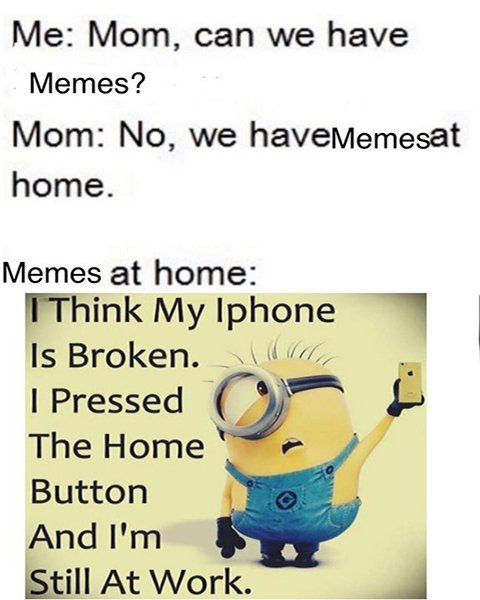 Me: Mom, can we have
Memes?
Mom: No, we haveMemesat
home.
Memes at home:
I Think My Iphone
Is Broken.
I Pressed
The Home
Button
And I'm
Still At Work.